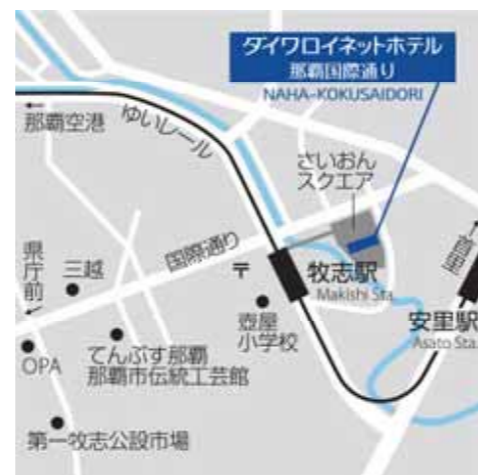 ダイワロイネットホテル
那覇国際通り
NAHA-KOKUSAIDORI
那覇空港
ゆいレール
さいおん
スクエア
国際通り
県庁前
三越
〒
牧志駅
Makishi Sta.
首里
安里駅
Asato Sta.
壺屋
小学校
OPA
てんぶす那覇
那覇市伝統工芸館
第一牧志公設市場